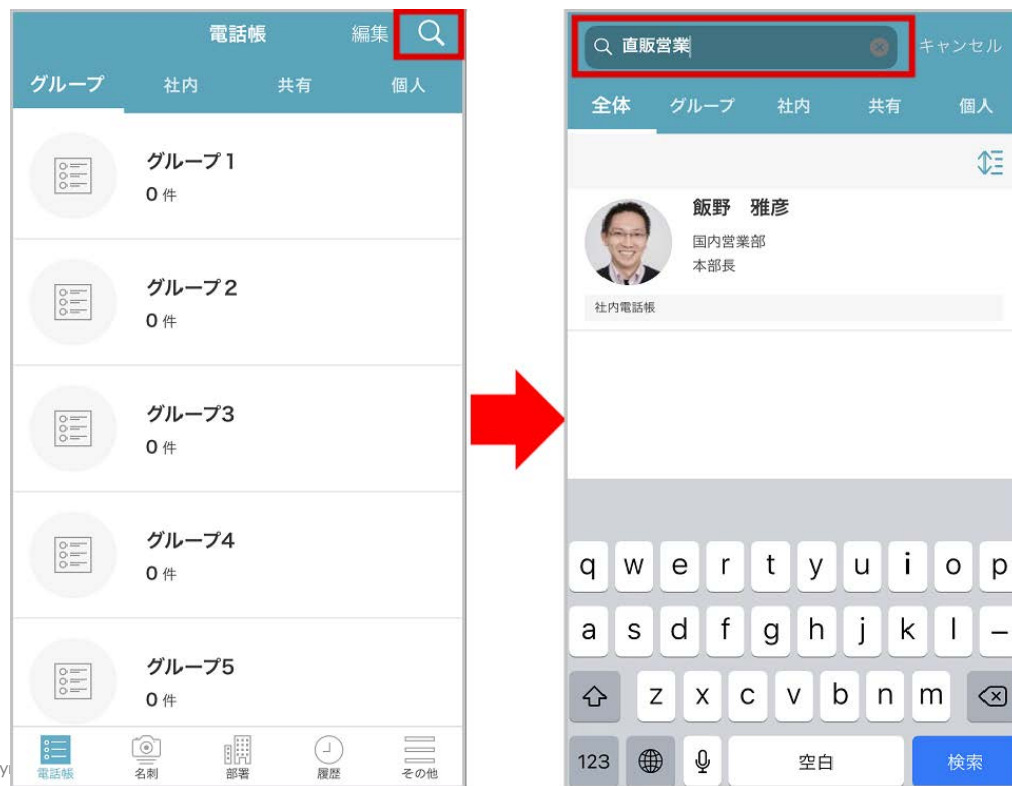 電話帳 編集
グループ 社内 共有 個人
グループ1
0 件
グループ2
0 件
グループ3
0 件
グループ4
0 件
グループ5
0 件
電話帳 名刺 部署 履歴 その他
直販営業 キャンセル
全体 グループ 社内 共有 個人
飯野 雅彦
国内営業部
本部長
社内電話帳
q w e r t y u i o p
a s d f g h j k l –
z x c v b n m
123 空白 検索